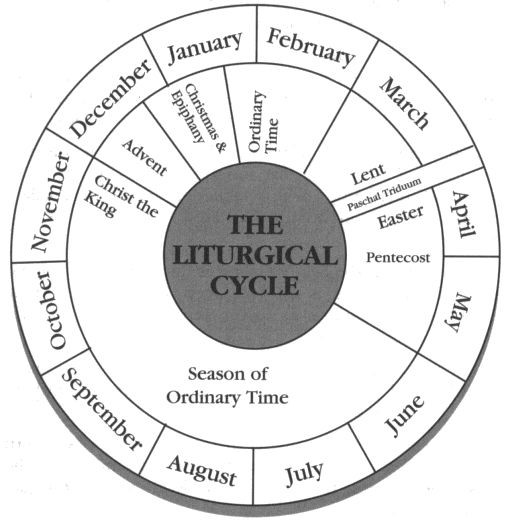 January
February
March
April
May
June
July
August
September
October
November
December
Christmas &
Epiphany
Ordinary
Time
Lent
Paschal Triduum
Easter
Pentecost
Season of
Ordinary Time
Christ the
King
Advent
THE
LITURGICAL
CYCLE